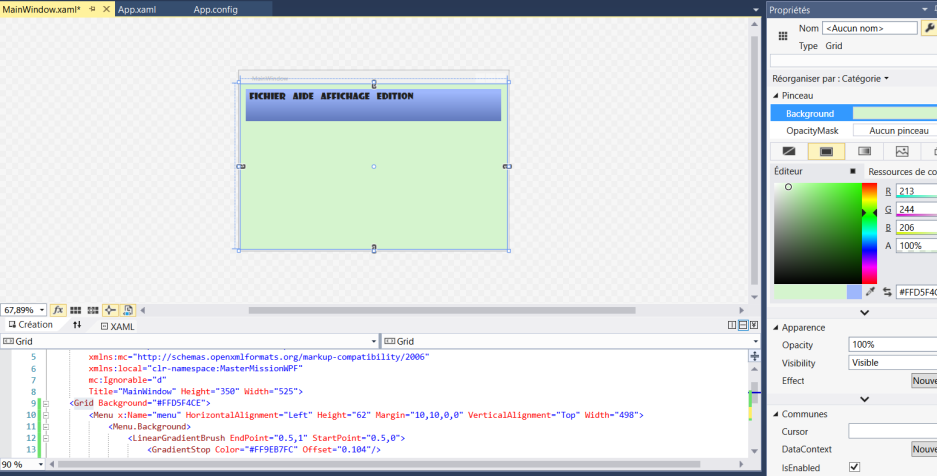 MainWindow.xaml* App.xaml App.config
MainWindow
FICHIER AIDE AFFICHAGE EDITION
67,89% fx
Création XAML
Grid Grid
5 xmlns:mc="http://schemas.openxmlformats.org/markup-compatibility/2006"
6 xmlns:local="clr-namespace:MasterMissionWPF"
7 mc:Ignorable="d"
8 Title="MainWindow" Height="350" Width="525">
9 <Grid Background="#FFD5F4CE">
10 <Menu x:Name="menu" HorizontalAlignment="Left" Height="62" Margin="10,10,0,0" VerticalAlignment="Top" Width="498">
11 <Menu.Background>
12 <LinearGradientBrush EndPoint="0.5,1" StartPoint="0.5,0">
13 <GradientStop Color="#FF9EB7FC" Offset="0.104"/>
90 %
Propriétés
Nom <Aucun nom>
Type Grid
Réorganiser par : Catégorie
Pinceau
Background
OpacityMask Aucun pinceau
Éditeur Ressources de co
R 213
G 244
B 206
A 100%
#FFD5F4C
Apparence
Opacity 100%
Visibility Visible
Effect Nouve
Communes
Cursor
DataContext Nouve
IsEnabled